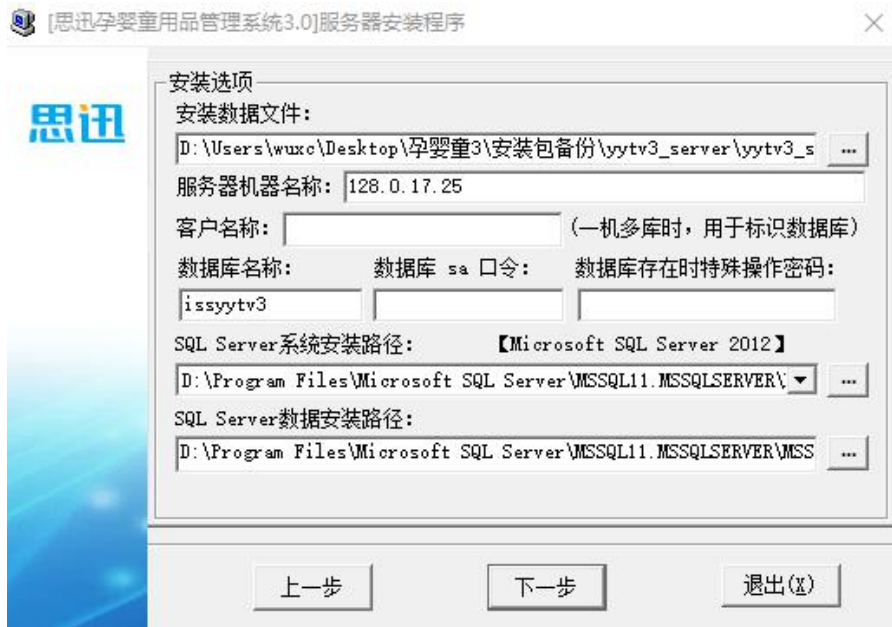 [思迅孕婴童用品管理系统3.0]服务器安装程序
思迅
安装选项
安装数据文件：
D:\Users\wuxc\Desktop\孕婴童3\安装包备份\yytv3_server\yytv3_s ...
服务器机器名称： 128.0.17.25
客户名称： (一机多库时，用于标识数据库)
数据库名称： 数据库 sa 口令： 数据库存在时特殊操作密码：
issyytv3
SQL Server系统安装路径： 【Microsoft SQL Server 2012】
D:\Program Files\Microsoft SQL Server\MSSQL11.MSSQLSERVER\ ...
SQL Server数据安装路径：
D:\Program Files\Microsoft SQL Server\MSSQL11.MSSQLSERVER\MSS ...
上一步 下一步 退出(X)